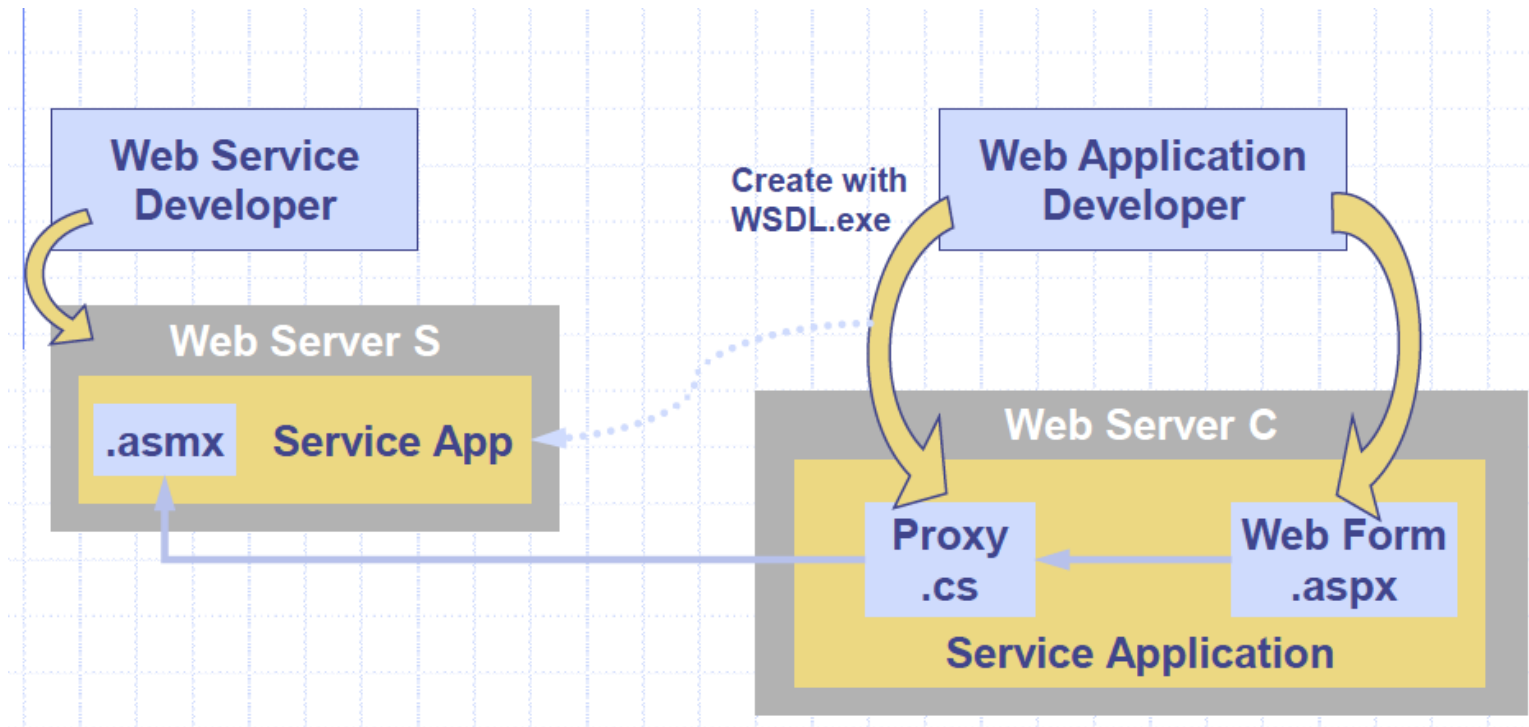 Web Service
Developer
Create with
WSDL.exe
Web Application
Developer
Web Server S
.asmx
Service App
Web Server C
Proxy
.cs
Web Form
.aspx
Service Application